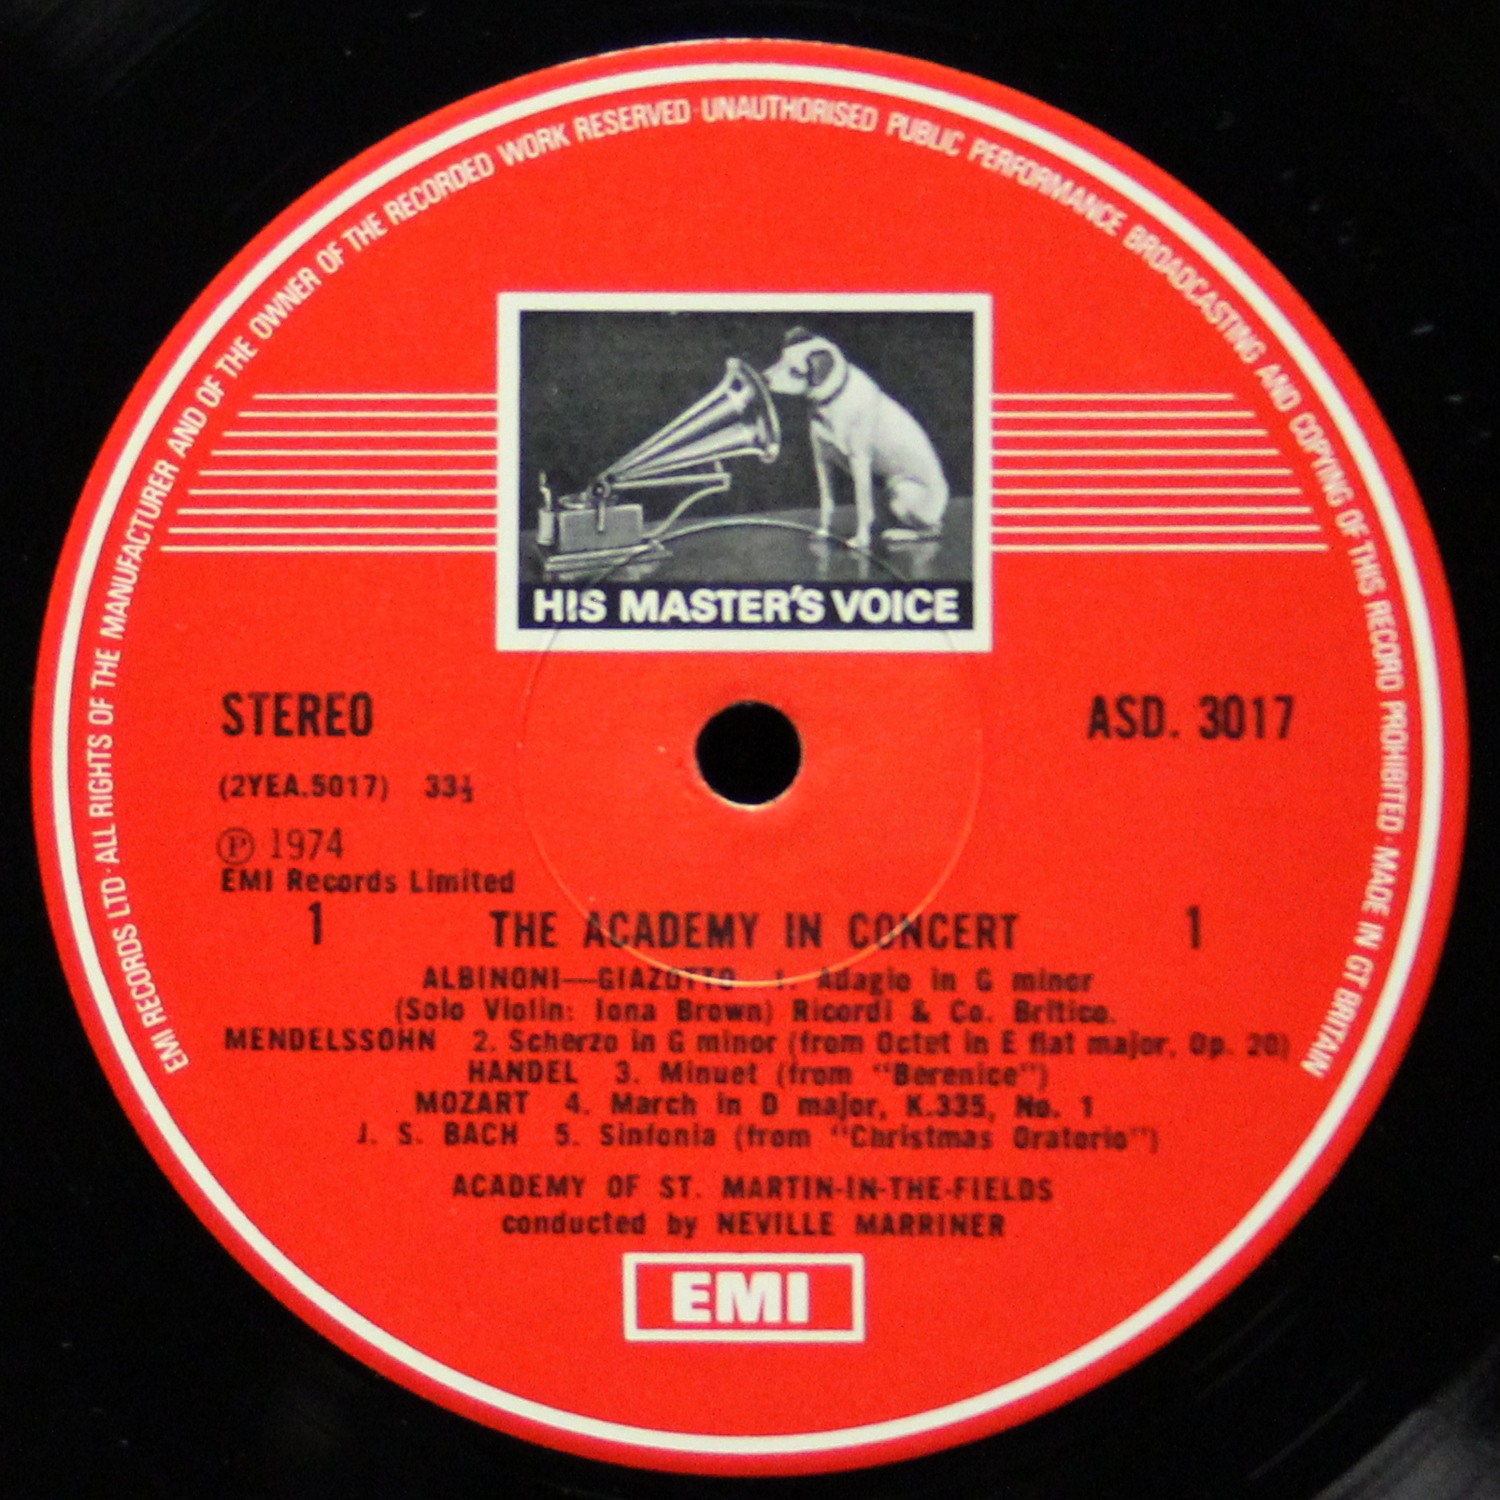 EMI RECORDS LTD · ALL RIGHTS OF THE MANUFACTURER AND OF THE OWNER OF THE RECORDED WORK RESERVED · UNAUTHORISED PUBLIC PERFORMANCE BROADCASTING AND COPYING OF THIS RECORD PROHIBITED · MADE IN GT BRITAIN
HIS MASTER'S VOICE
STEREO ASD. 3017
(2YEA.5017) 33⅓
Ⓟ 1974
EMI Records Limited
1 THE ACADEMY IN CONCERT 1
ALBINONI—GIAZOTTO 1. Adagio in G minor
(Solo Violin: Iona Brown) Ricordi & Co. Britico.
MENDELSSOHN 2. Scherzo in G minor (from Octet in E flat major, Op. 20)
HANDEL 3. Minuet (from "Berenice")
MOZART 4. March in D major, K.335, No. 1
J. S. BACH 5. Sinfonia (from "Christmas Oratorio")
ACADEMY OF ST. MARTIN-IN-THE-FIELDS
conducted by NEVILLE MARRINER
EMI